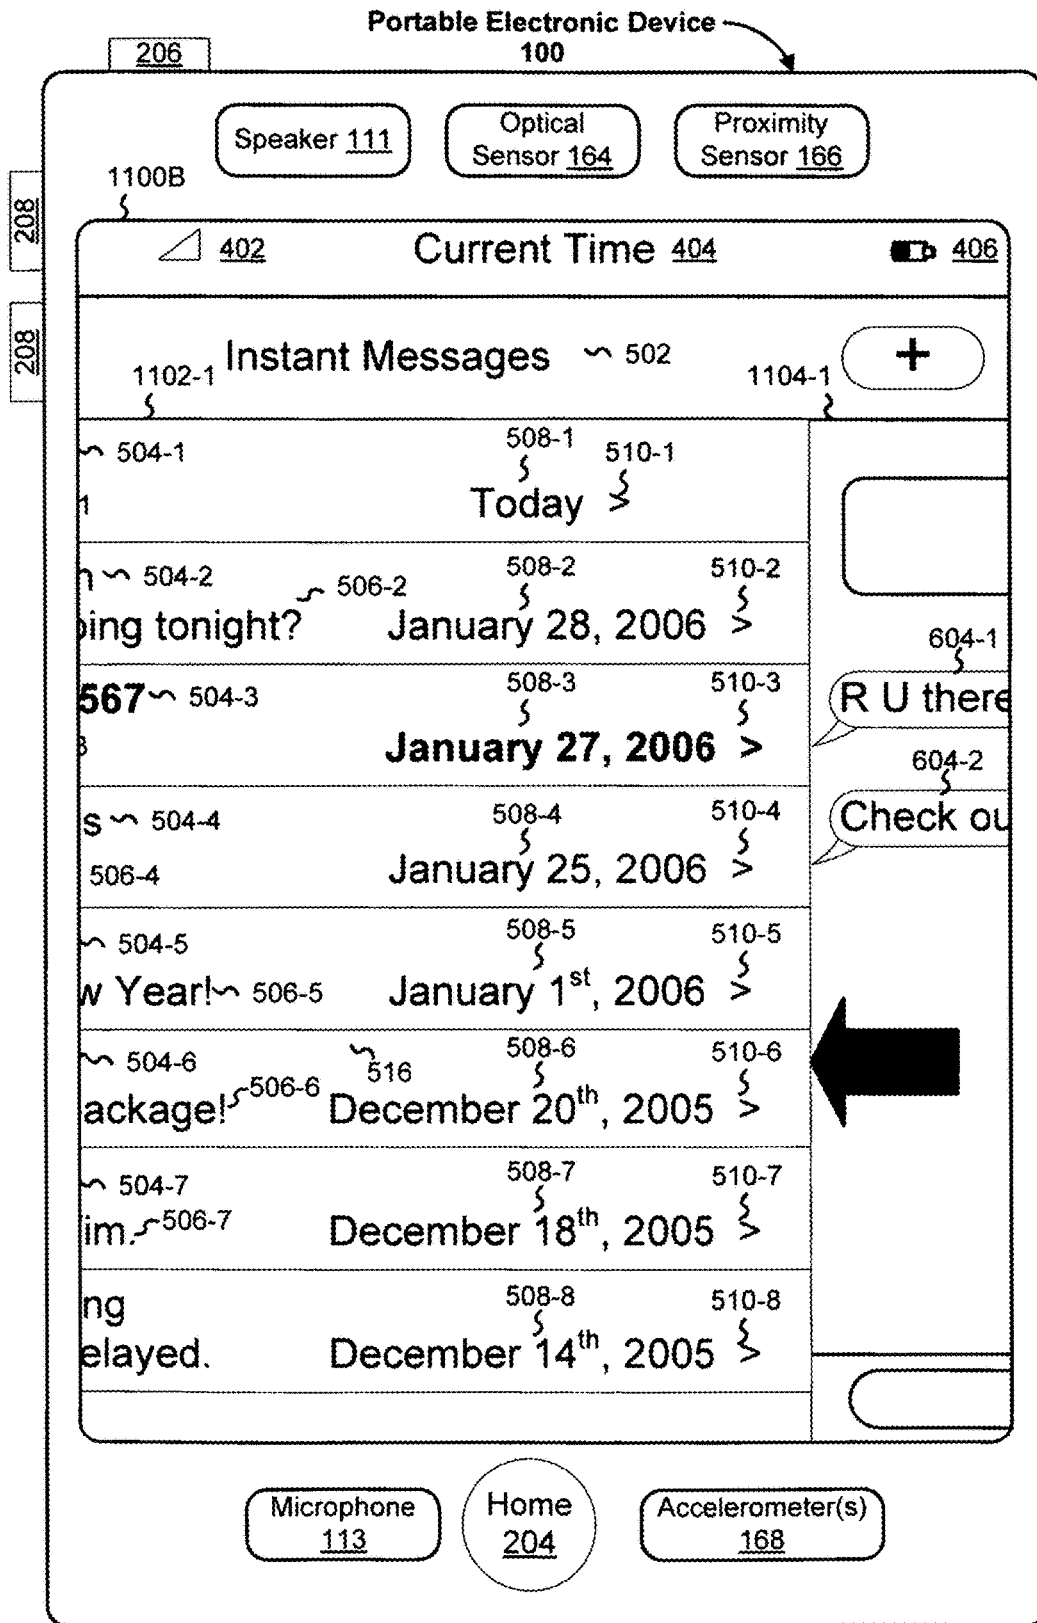 Portable Electronic Device
100
206
Speaker 111
Optical
Sensor 164
Proximity
Sensor 166
1100B
208
208
402
Current Time 404
406
Instant Messages
502
+
1102-1
1104-1
504-1
508-1
510-1
Today >
504-2
506-2
508-2
510-2
ping tonight?
January 28, 2006 >
604-1
567
504-3
508-3
510-3
R U there
January 27, 2006 >
604-2
s
504-4
508-4
510-4
Check ou
506-4
January 25, 2006 >
504-5
508-5
510-5
w Year!
506-5
January 1st, 2006 >
504-6
516
508-6
510-6
ackage!
506-6
December 20th, 2005 >
504-7
508-7
510-7
im.
506-7
December 18th, 2005 >
ng
508-8
510-8
elayed.
December 14th, 2005 >
Microphone
113
Home
204
Accelerometer(s)
168